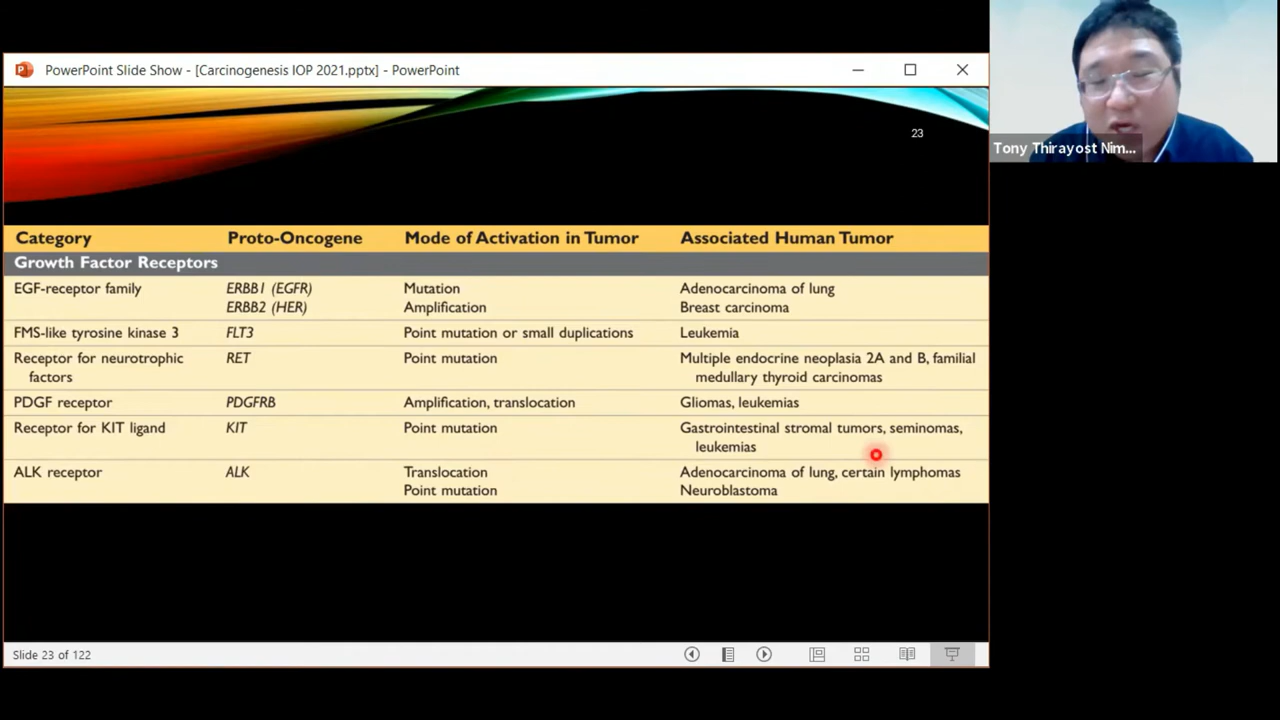 PowerPoint Slide Show - [Carcinogenesis IOP 2021.pptx] - PowerPoint
23
Tony Thirayost Nim...
Category Proto-Oncogene Mode of Activation in Tumor Associated Human Tumor
Growth Factor Receptors
EGF-receptor family ERBB1 (EGFR) Mutation Adenocarcinoma of lung
ERBB2 (HER) Amplification Breast carcinoma
FMS-like tyrosine kinase 3 FLT3 Point mutation or small duplications Leukemia
Receptor for neurotrophic RET Point mutation Multiple endocrine neoplasia 2A and B, familial
factors medullary thyroid carcinomas
PDGF receptor PDGFRB Amplification, translocation Gliomas, leukemias
Receptor for KIT ligand KIT Point mutation Gastrointestinal stromal tumors, seminomas,
leukemias
ALK receptor ALK Translocation Adenocarcinoma of lung, certain lymphomas
Point mutation Neuroblastoma
Slide 23 of 122